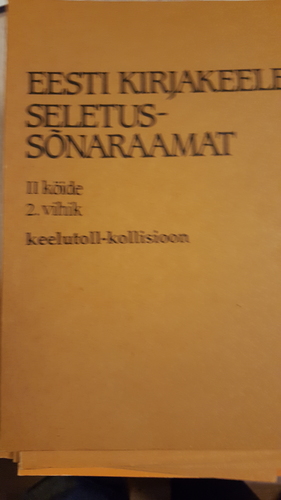 EESTI KIRJAKEELE
SELETUS-
SÕNARAAMAT
II köide
2. vihik
keelutoll-kollisioon